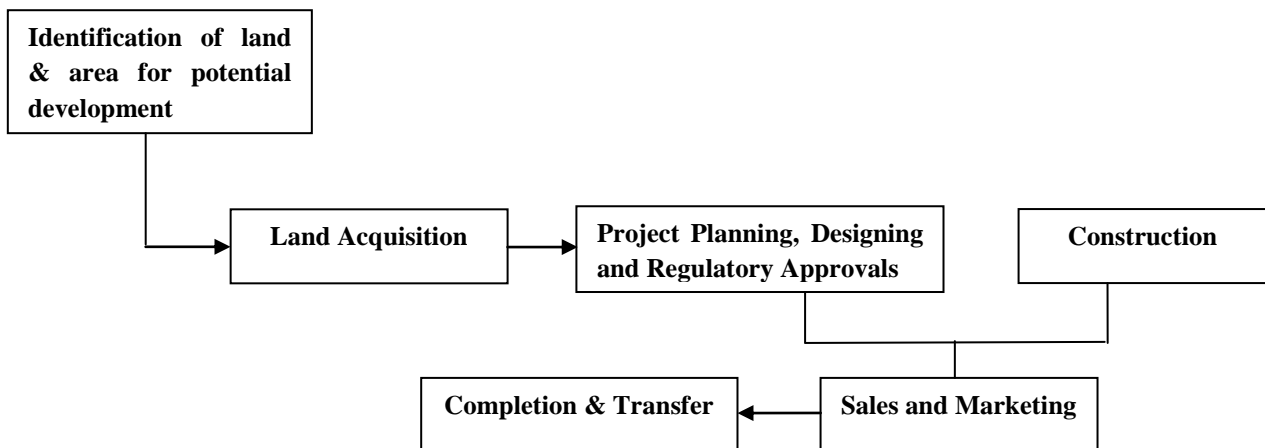 Identification of land
& area for potential
development
Land Acquisition
Project Planning, Designing
and Regulatory Approvals
Construction
Completion & Transfer
Sales and Marketing